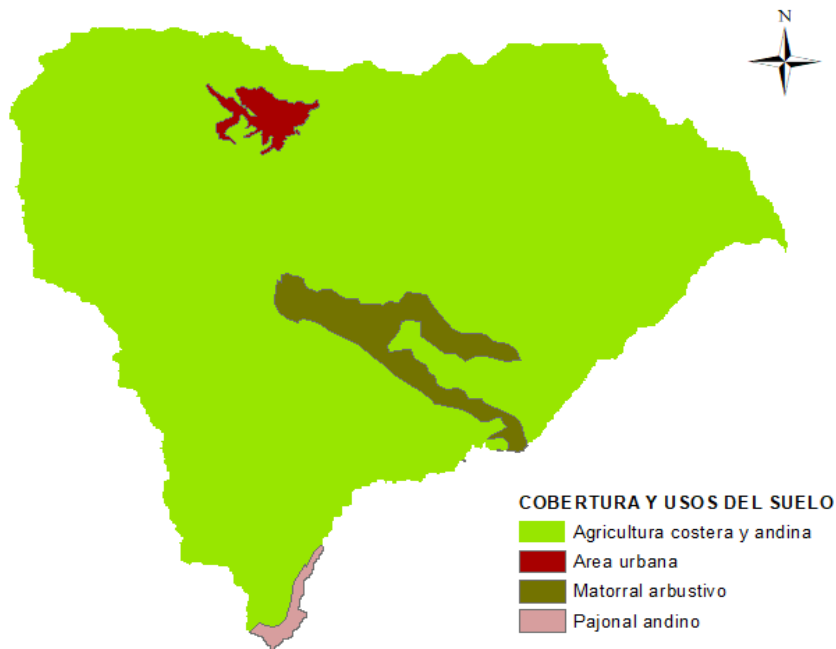 N
COBERTURA Y USOS DEL SUELO
Agricultura costera y andina
Area urbana
Matorral arbustivo
Pajonal andino